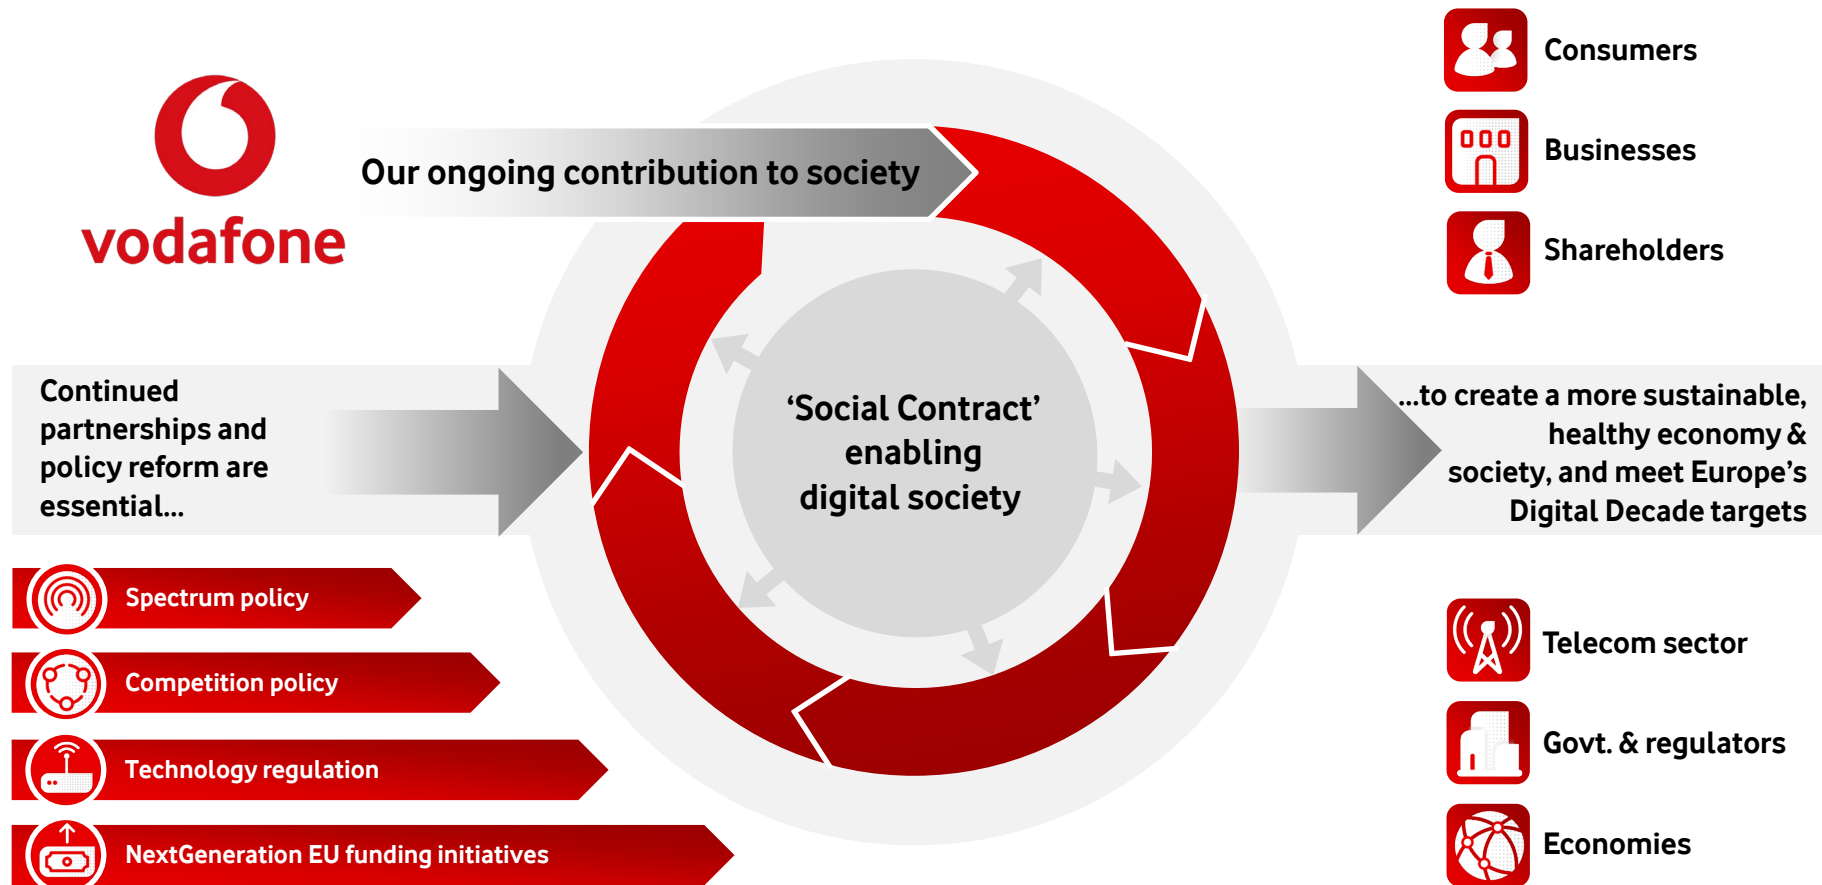 vodafone
Our ongoing contribution to society
Consumers
Businesses
Shareholders
Continued
partnerships and
policy reform are
essential...
‘Social Contract’
enabling
digital society
...to create a more sustainable,
healthy economy &
society, and meet Europe’s
Digital Decade targets
Spectrum policy
Competition policy
Technology regulation
NextGeneration EU funding initiatives
Telecom sector
Govt. & regulators
Economies